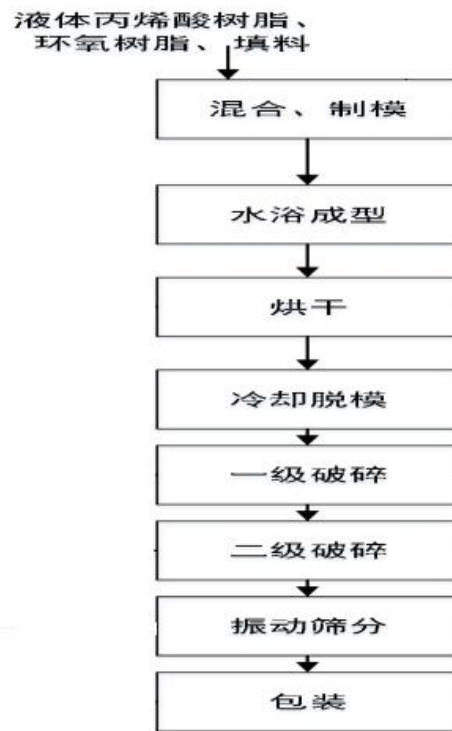 液体丙烯酸树脂、
环氧树脂、填料
混合、制模
水浴成型
烘干
冷却脱模
一级破碎
二级破碎
振动筛分
包装